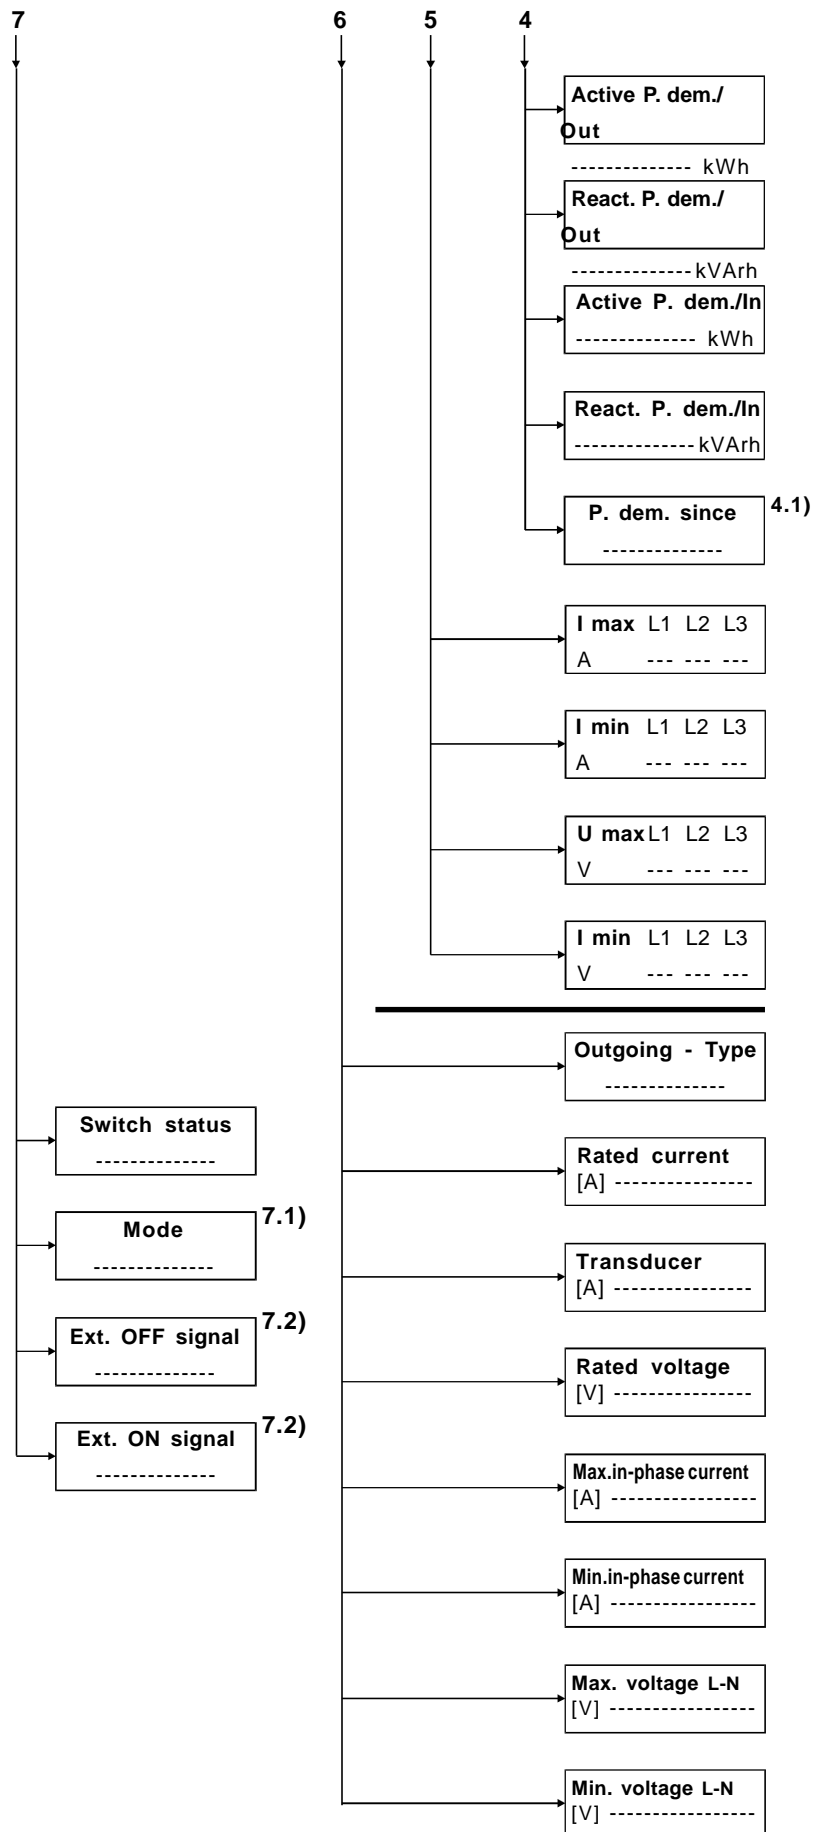 7 6 5 4
Active P. dem./
Out
-------------- kWh
React. P. dem./
Out
-------------- kVArh
Active P. dem./In
-------------- kWh
React. P. dem./In
-------------- kVArh
P. dem. since 4.1)
--------------
I max L1 L2 L3
A --- --- ---
I min L1 L2 L3
A --- --- ---
U max L1 L2 L3
V --- --- ---
I min L1 L2 L3
V --- --- ---
Outgoing - Type
--------------
Switch status
--------------
Rated current
[A] ----------------
Mode 7.1)
--------------
Transducer
[A] ----------------
Ext. OFF signal 7.2)
--------------
Rated voltage
[V] ----------------
Ext. ON signal 7.2)
--------------
Max.in-phase current
[A] -----------------
Min.in-phase current
[A] -----------------
Max. voltage L-N
[V] -----------------
Min. voltage L-N
[V] -----------------